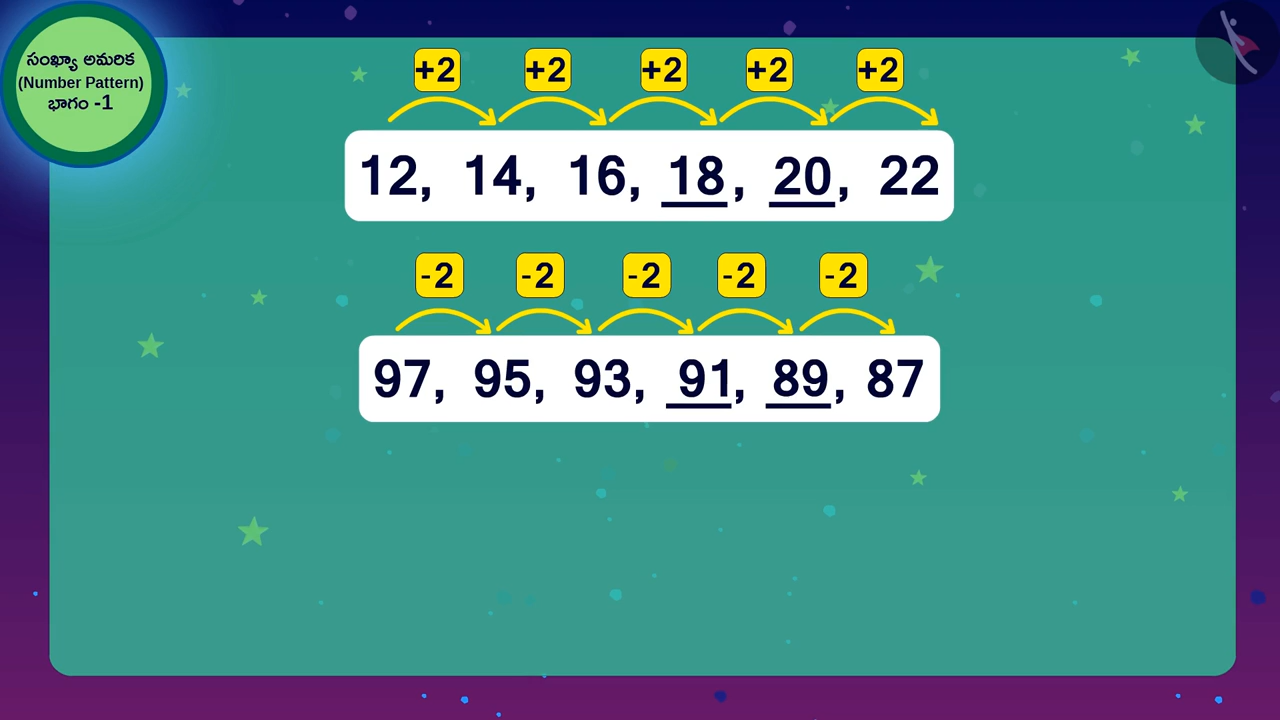 సంఖ్యా అమరిక
(Number Pattern)
భాగం -1
+2 +2 +2 +2 +2
12, 14, 16, 18, 20, 22
-2 -2 -2 -2 -2
97, 95, 93, 91, 89, 87